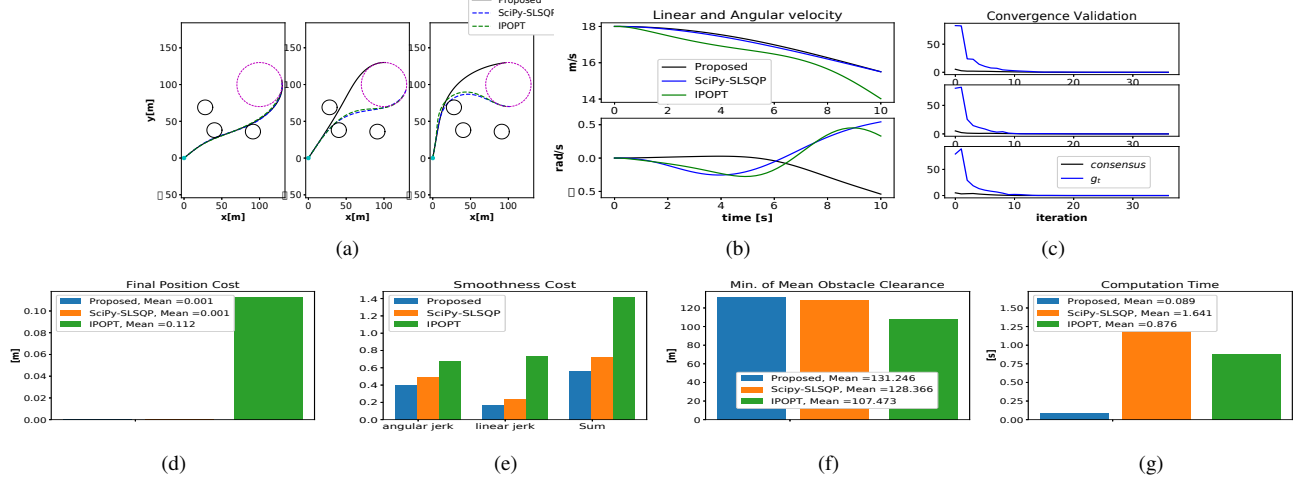 Proposed
SciPy-SLSQP
IPOPT
150
100
50
0
50
y[m]
0 50 100
x[m]
150
100
50
0
50
0 50 100
x[m]
150
100
50
0
50
0 50 100
x[m]
(a)
Linear and Angular velocity
18
16
14
m/s
Proposed
SciPy-SLSQP
IPOPT
0 2 4 6 8 10
0.0
0.5
rad/s
0 2 4 6 8 10
time [s]
(b)
Convergence Validation
50
0
0 10 20 30
50
0
50
0
consensus
gt
0 10 20 30
iteration
(c)
Final Position Cost
Proposed, Mean =0.001
SciPy-SLSQP, Mean =0.001
IPOPT, Mean =0.112
0.10
0.08
0.06
0.04
0.02
0.00
[m]
(d)
Smoothness Cost
Proposed
SciPy-SLSQP
IPOPT
1.4
1.2
1.0
0.8
0.6
0.4
0.2
0.0
angular jerk linear jerk Sum
(e)
Min. of Mean Obstacle Clearance
120
100
80
60
40
20
0
[m]
Proposed, Mean =131.246
Scipy-SLSQP, Mean =128.366
IPOPT, Mean =107.473
(f)
Computation Time
Proposed, Mean =0.089
SciPy-SLSQP, Mean =1.641
IPOPT, Mean =0.876
1.50
1.25
1.00
0.75
0.50
0.25
0.00
[s]
(g)